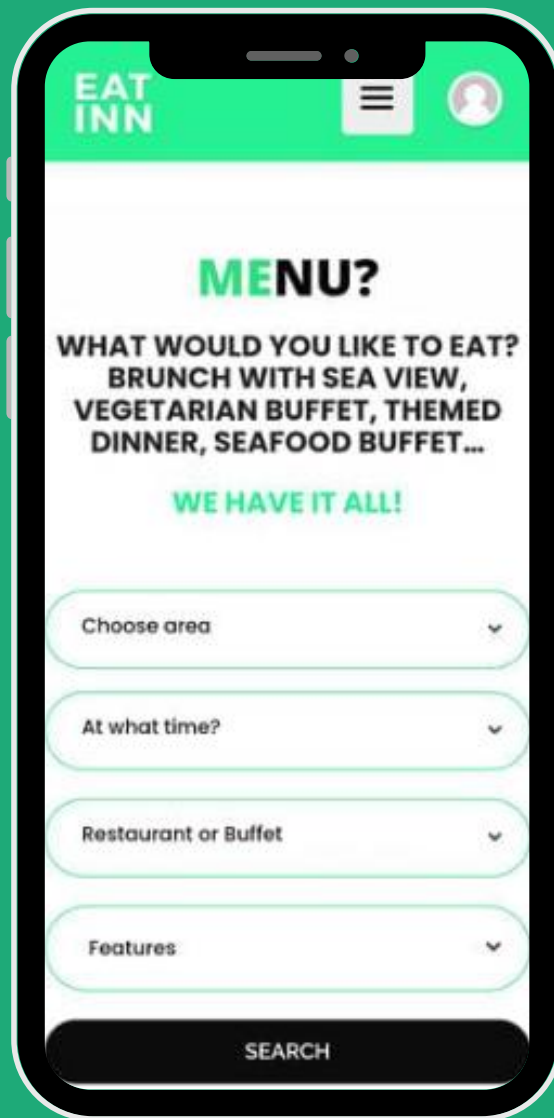 EAT
INN
MENU?
WHAT WOULD YOU LIKE TO EAT?
BRUNCH WITH SEA VIEW,
VEGETARIAN BUFFET, THEMED
DINNER, SEAFOOD BUFFET...
WE HAVE IT ALL!
Choose area
At what time?
Restaurant or Buffet
Features
SEARCH